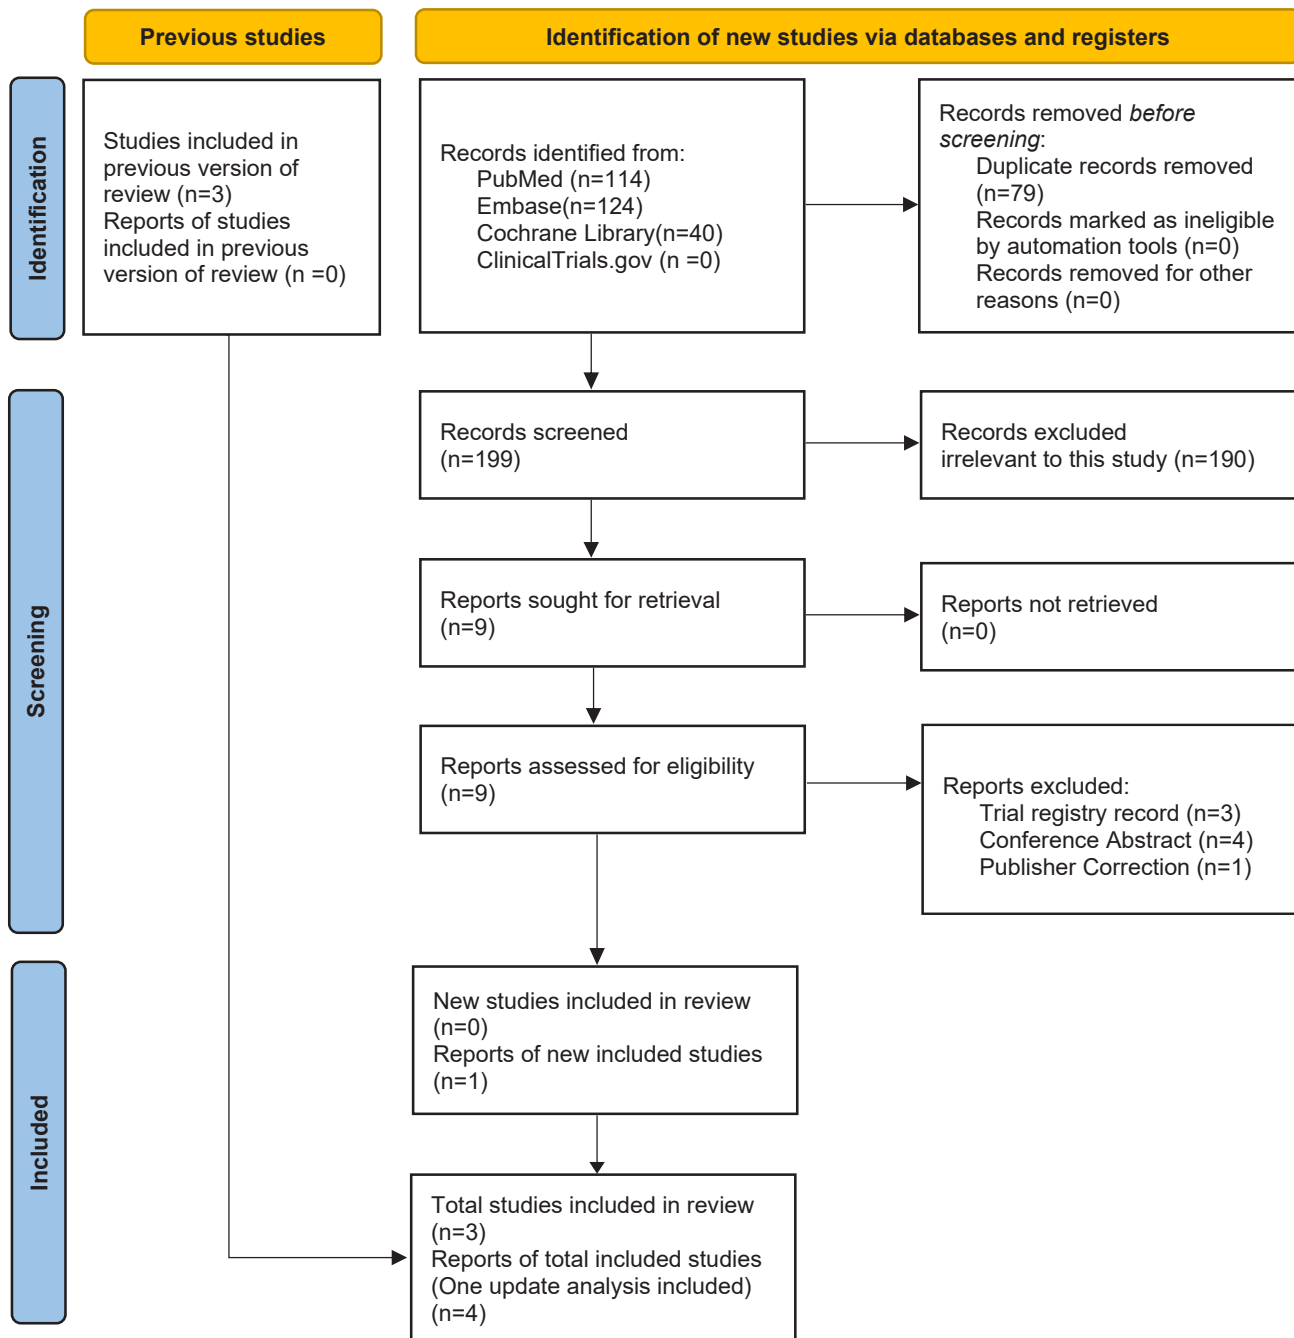 Previous studies
Identification of new studies via databases and registers
Identification
Studies included in
previous version of
review (n=3)
Reports of studies
included in previous
version of review (n =0)
Records identified from:
PubMed (n=114)
Embase(n=124)
Cochrane Library(n=40)
ClinicalTrials.gov (n =0)
Records removed before
screening:
Duplicate records removed
(n=79)
Records marked as ineligible
by automation tools (n=0)
Records removed for other
reasons (n=0)
Screening
Records screened
(n=199)
Records excluded
irrelevant to this study (n=190)
Reports sought for retrieval
(n=9)
Reports not retrieved
(n=0)
Reports assessed for eligibility
(n=9)
Reports excluded:
Trial registry record (n=3)
Conference Abstract (n=4)
Publisher Correction (n=1)
Included
New studies included in review
(n=0)
Reports of new included studies
(n=1)
Total studies included in review
(n=3)
Reports of total included studies
(One update analysis included)
(n=4)